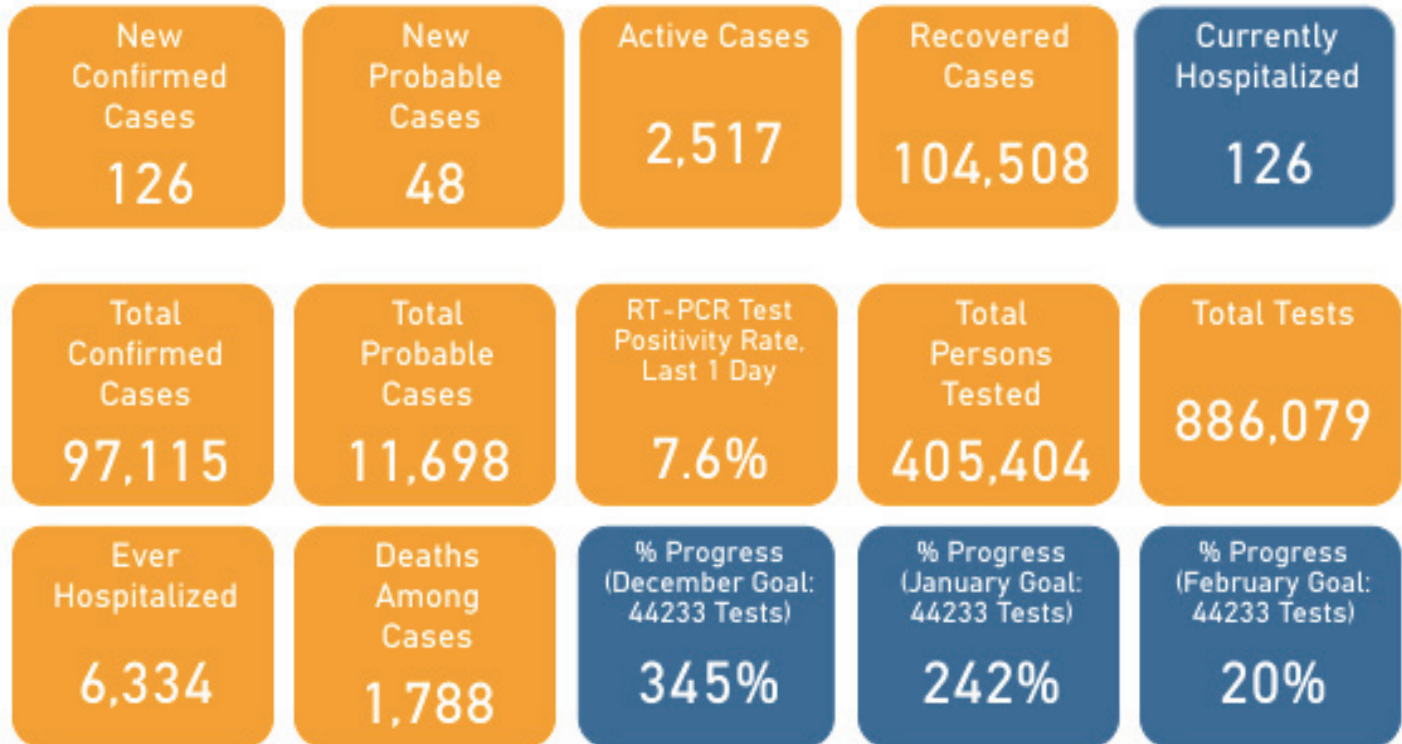 New
Confirmed
Cases
126
New
Probable
Cases
48
Active Cases
2,517
Recovered
Cases
104,508
Currently
Hospitalized
126
Total
Confirmed
Cases
97,115
Total
Probable
Cases
11,698
RT-PCR Test
Positivity Rate,
Last 1 Day
7.6%
Total
Persons
Tested
405,404
Total Tests
886,079
Ever
Hospitalized
6,334
Deaths
Among
Cases
1,788
% Progress
(December Goal:
44233 Tests)
345%
% Progress
(January Goal:
44233 Tests)
242%
% Progress
(February Goal:
44233 Tests)
20%